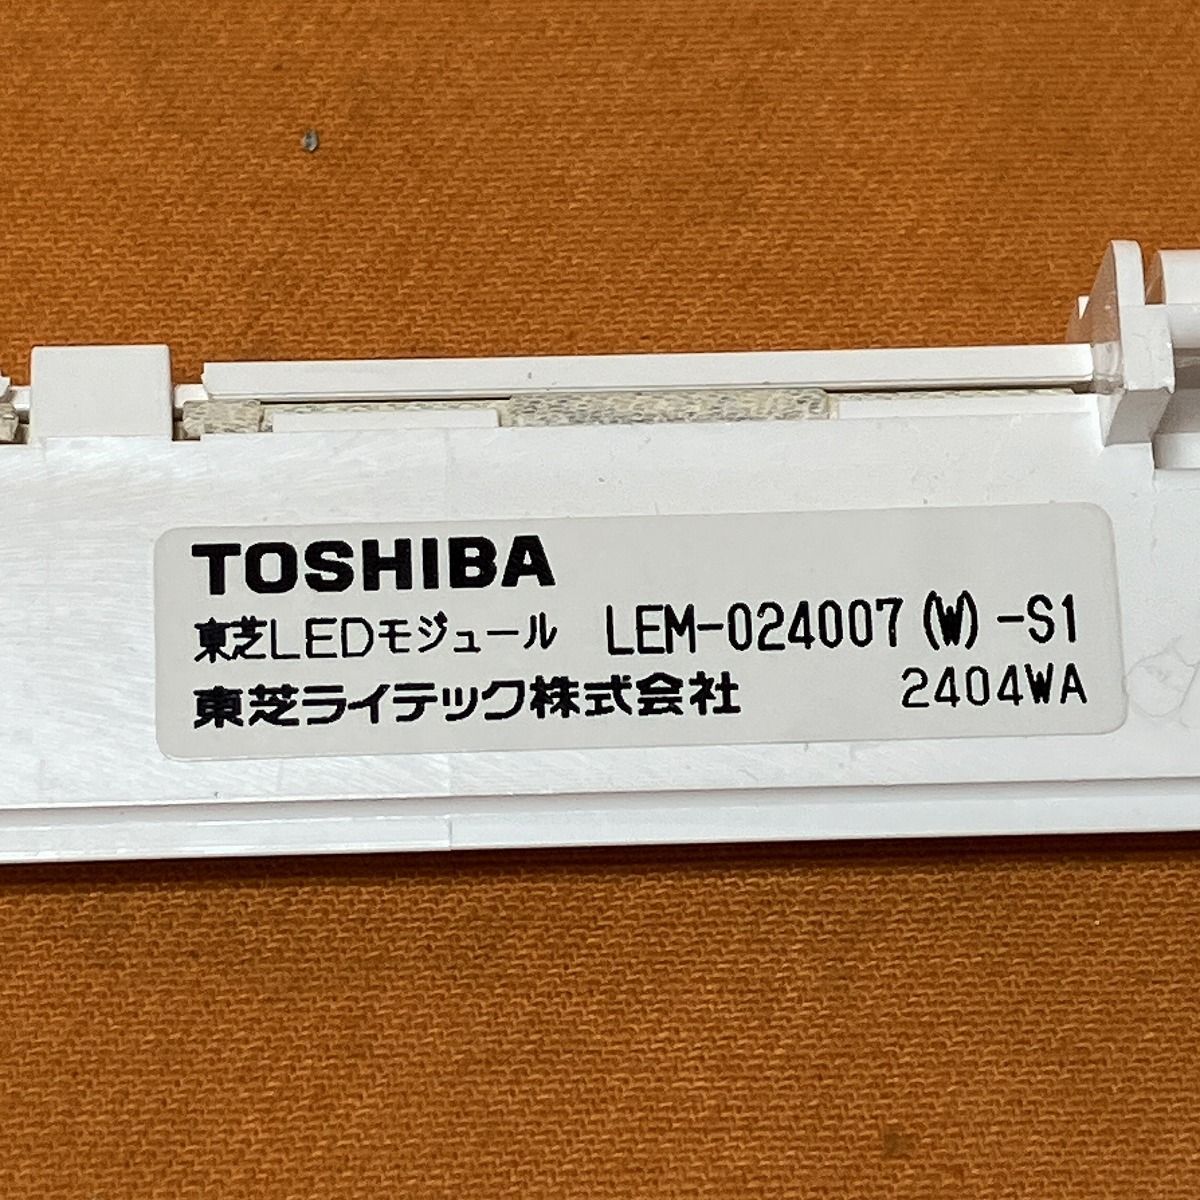 TOSHIBA
東芝LEDモジュール LEM-024007(W)-S1
東芝ライテック株式会社 2404WA